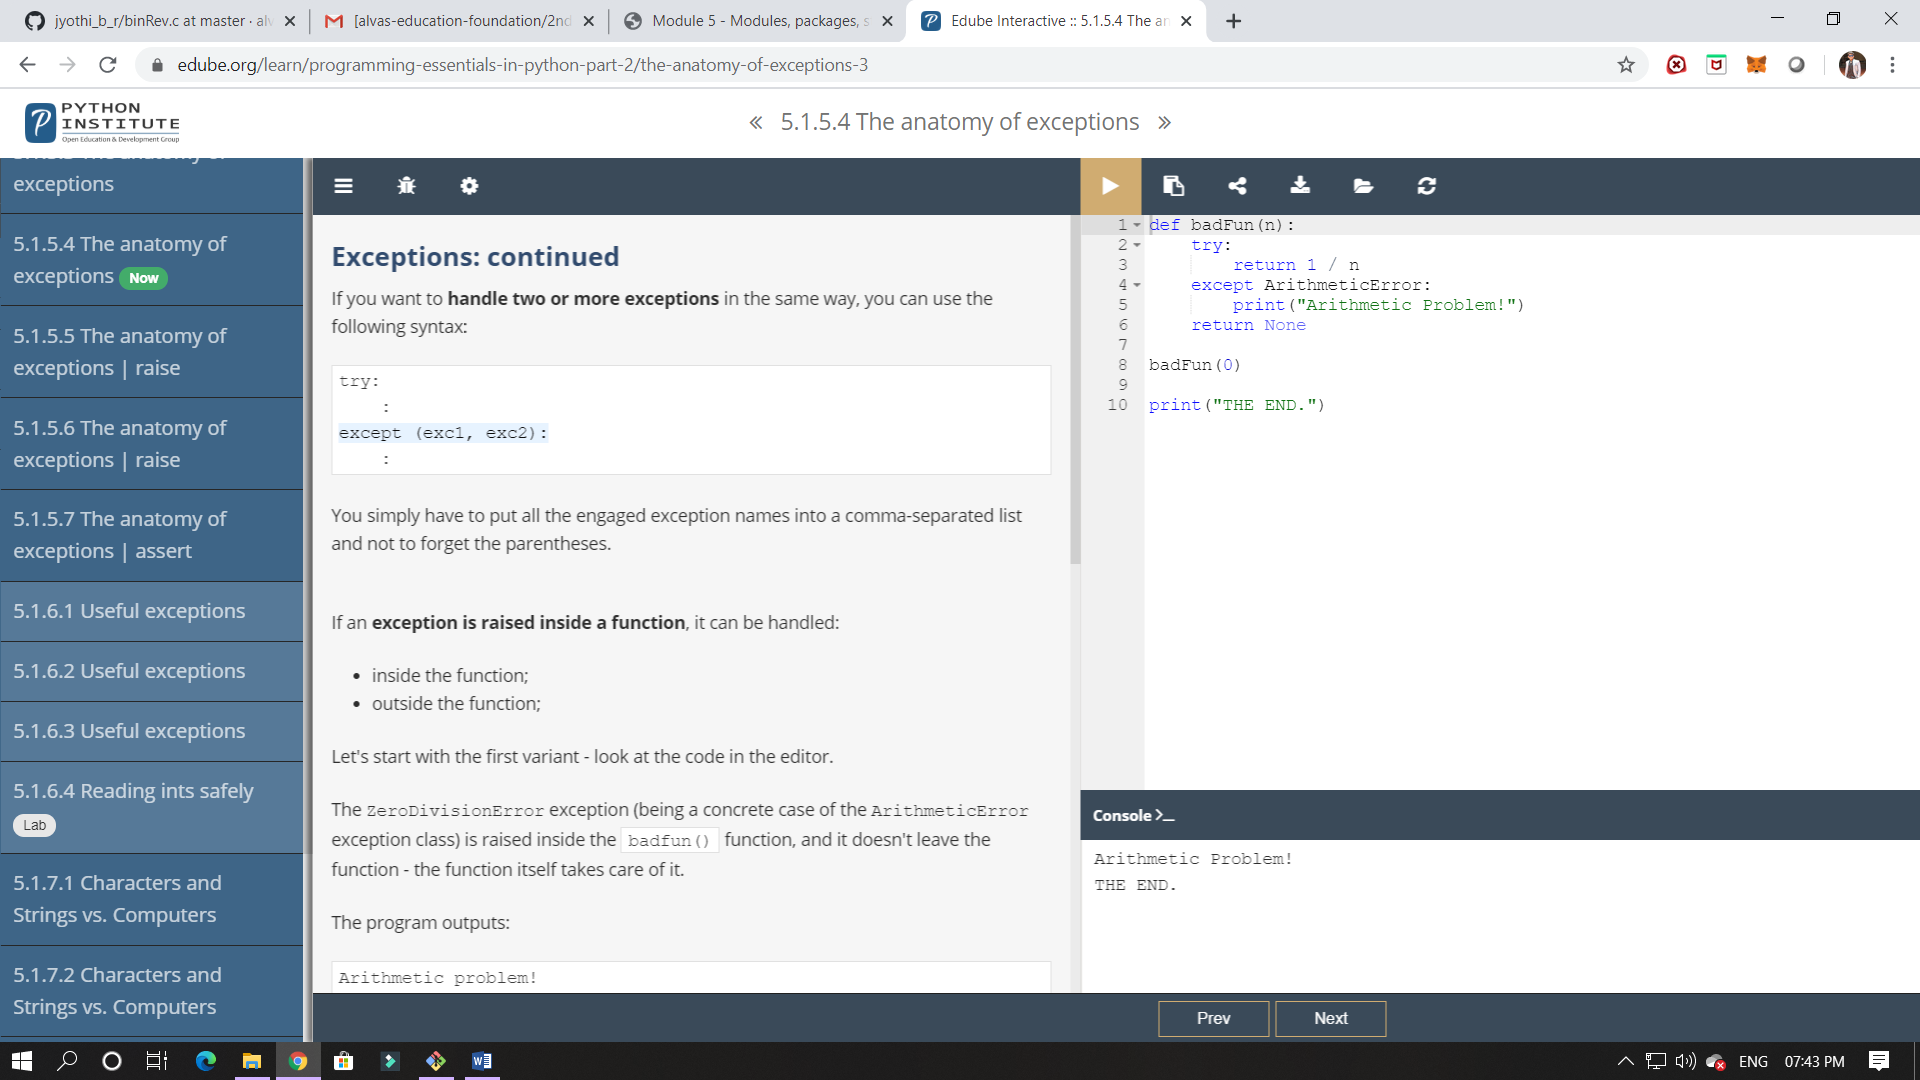 jyothi_b_r/binRev.c at master · alv
[alvas-education-foundation/2nd
Module 5 - Modules, packages, s
Edube Interactive :: 5.1.5.4 The an
edube.org/learn/programming-essentials-in-python-part-2/the-anatomy-of-exceptions-3
PYTHON
INSTITUTE
Open Education & Development Group
« 5.1.5.4 The anatomy of exceptions »
exceptions
5.1.5.4 The anatomy of
exceptions Now
5.1.5.5 The anatomy of
exceptions | raise
5.1.5.6 The anatomy of
exceptions | raise
5.1.5.7 The anatomy of
exceptions | assert
5.1.6.1 Useful exceptions
5.1.6.2 Useful exceptions
5.1.6.3 Useful exceptions
5.1.6.4 Reading ints safely
Lab
5.1.7.1 Characters and
Strings vs. Computers
5.1.7.2 Characters and
Strings vs. Computers
Exceptions: continued
If you want to handle two or more exceptions in the same way, you can use the
following syntax:
try:
:
except (exc1, exc2):
:
You simply have to put all the engaged exception names into a comma-separated list
and not to forget the parentheses.
If an exception is raised inside a function, it can be handled:
• inside the function;
• outside the function;
Let's start with the first variant - look at the code in the editor.
The ZeroDivisionError exception (being a concrete case of the ArithmeticError
exception class) is raised inside the badfun() function, and it doesn't leave the
function - the function itself takes care of it.
The program outputs:
Arithmetic problem!
1 def badFun(n):
2 try:
3 return 1 / n
4 except ArithmeticError:
5 print("Arithmetic Problem!")
6 return None
7
8 badFun(0)
9
10 print("THE END.")
Console >_
Arithmetic Problem!
THE END.
Prev
Next
ENG
07:43 PM